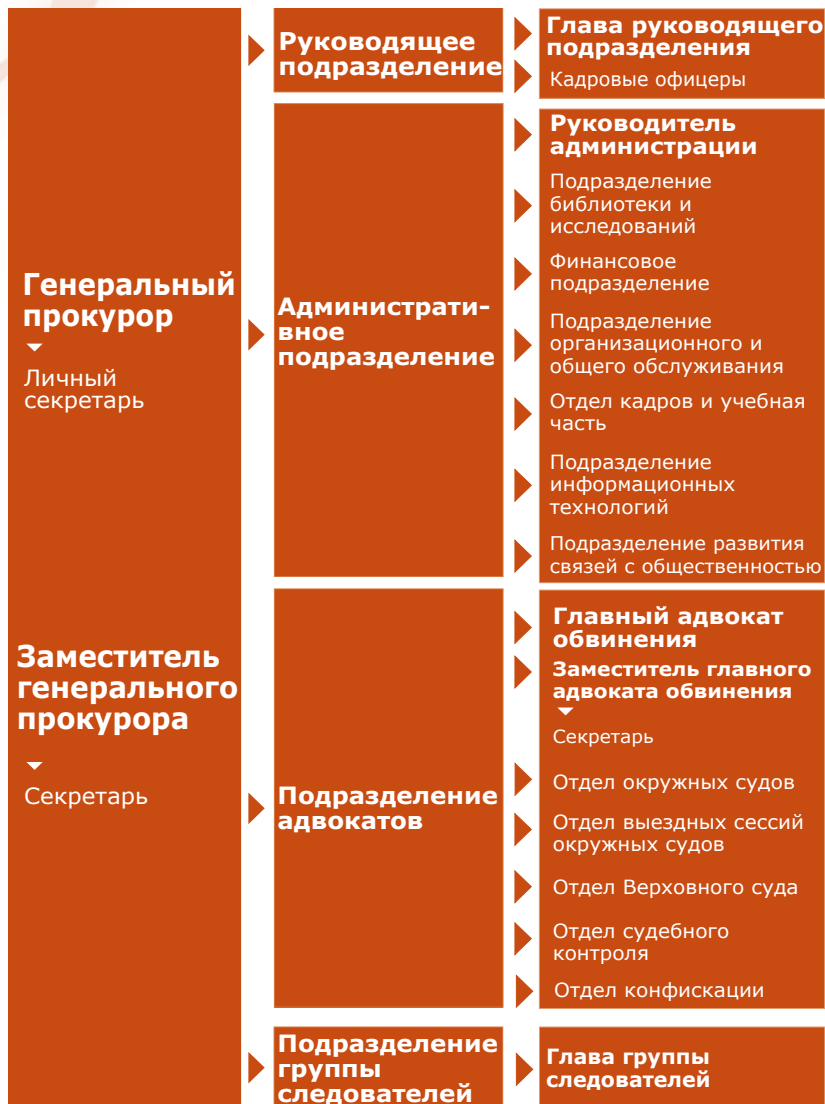 Генеральный
прокурор
Личный
секретарь
Заместитель
генерального
прокурора
Секретарь
Руководящее
подразделение
Глава руководящего
подразделения
Кадровые офицеры
Административ-
ное
подразделение
Руководитель
администрации
Подразделение
библиотеки и
исследований
Финансовое
подразделение
Подразделение
организационного и
общего обслуживания
Отдел кадров и учебная
часть
Подразделение
информационных
технологий
Подразделение развития
связей с общественностью
Подразделение
адвокатов
Главный адвокат
обвинения
Заместитель главного
адвоката обвинения
Секретарь
Отдел окружных судов
Отдел выездных сессий
окружных судов
Отдел Верховного суда
Отдел судебного
контроля
Отдел конфискации
Подразделение
группы
следователей
Глава группы
следователей